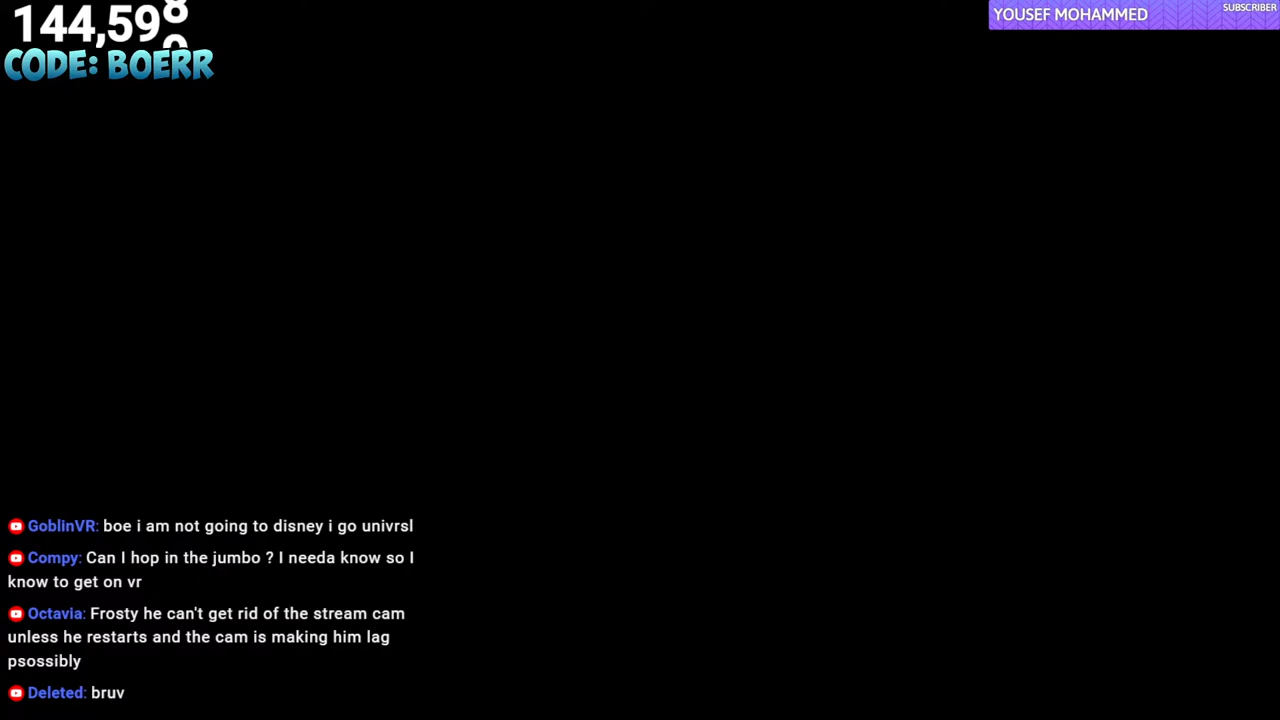 144,59
CODE: BOERR
YOUSEF MOHAMMED
SUBSCRIBER
GoblinVR: boe i am not going to disney i go univrsl
Compy: Can I hop in the jumbo ? I needa know so I
know to get on vr
Octavia: Frosty he can't get rid of the stream cam
unless he restarts and the cam is making him lag
psossibly
Deleted: bruv